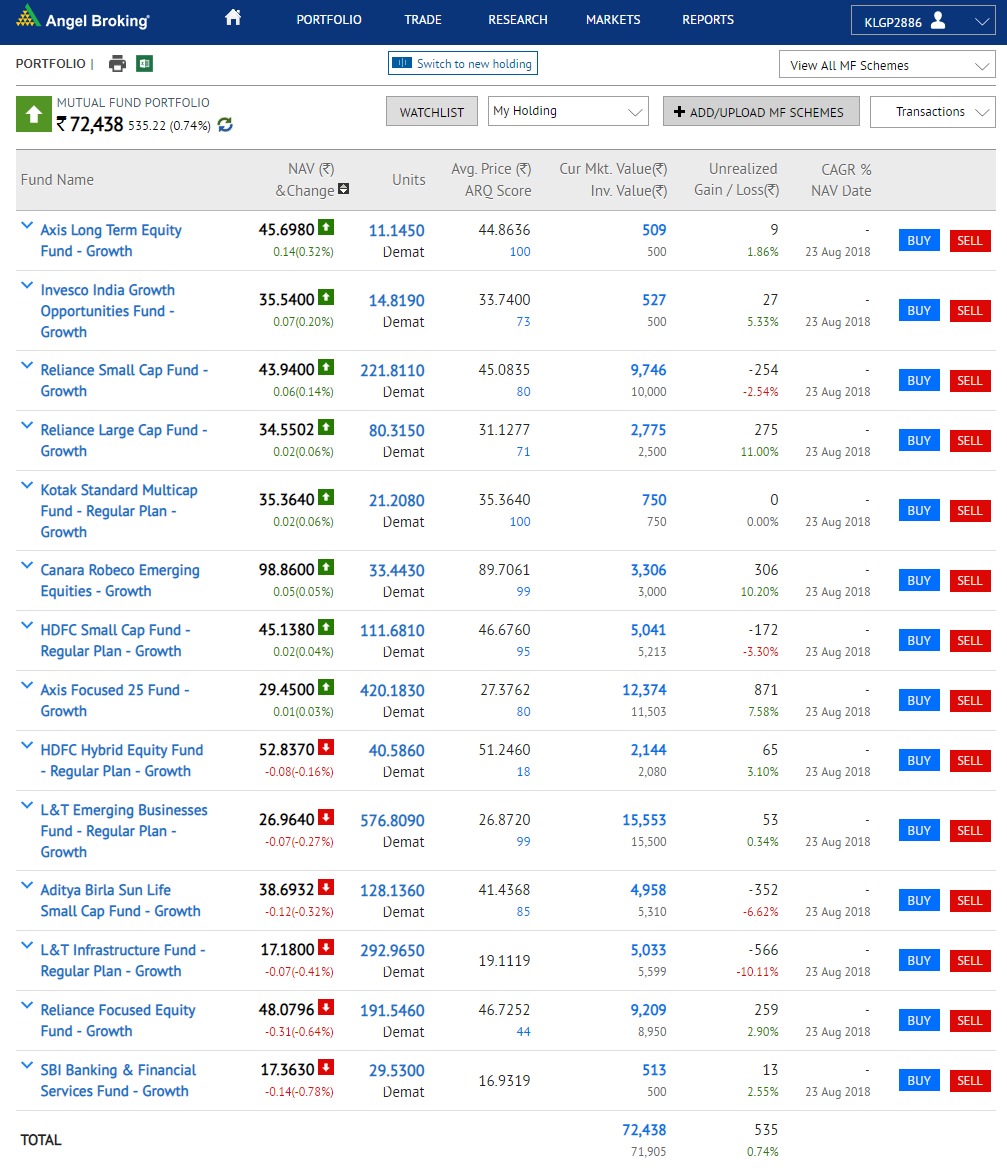 Angel Broking
PORTFOLIO TRADE RESEARCH MARKETS REPORTS KLGP2886
PORTFOLIO | Switch to new holding View All MF Schemes
MUTUAL FUND PORTFOLIO
₹ 72,438 535.22 (0.74%) WATCHLIST My Holding + ADD/UPLOAD MF SCHEMES Transactions
Fund Name NAV (₹) &Change Units Avg. Price (₹) ARQ Score Cur Mkt. Value(₹) Inv. Value(₹) Unrealized Gain / Loss(₹) CAGR % NAV Date
Axis Long Term Equity 45.6980 11.1450 44.8636 509 9 - BUY SELL
Fund - Growth 0.14(0.32%) Demat 100 500 1.86% 23 Aug 2018
Invesco India Growth 35.5400 14.8190 33.7400 527 27 - BUY SELL
Opportunities Fund - 0.07(0.20%) Demat 73 500 5.33% 23 Aug 2018
Growth
Reliance Small Cap Fund - 43.9400 221.8110 45.0835 9,746 -254 - BUY SELL
Growth 0.06(0.14%) Demat 80 10,000 -2.54% 23 Aug 2018
Reliance Large Cap Fund - 34.5502 80.3150 31.1277 2,775 275 - BUY SELL
Growth 0.02(0.06%) Demat 71 2,500 11.00% 23 Aug 2018
Kotak Standard Multicap 35.3640 21.2080 35.3640 750 0 - BUY SELL
Fund - Regular Plan - 0.02(0.06%) Demat 100 750 0.00% 23 Aug 2018
Growth
Canara Robeco Emerging 98.8600 33.4430 89.7061 3,306 306 - BUY SELL
Equities - Growth 0.05(0.05%) Demat 99 3,000 10.20% 23 Aug 2018
HDFC Small Cap Fund - 45.1380 111.6810 46.6760 5,041 -172 - BUY SELL
Regular Plan - Growth 0.02(0.04%) Demat 95 5,213 -3.30% 23 Aug 2018
Axis Focused 25 Fund - 29.4500 420.1830 27.3762 12,374 871 - BUY SELL
Growth 0.01(0.03%) Demat 80 11,503 7.58% 23 Aug 2018
HDFC Hybrid Equity Fund 52.8370 40.5860 51.2460 2,144 65 - BUY SELL
- Regular Plan - Growth -0.08(-0.16%) Demat 18 2,080 3.10% 23 Aug 2018
L&T Emerging Businesses 26.9640 576.8090 26.8720 15,553 53 - BUY SELL
Fund - Regular Plan - -0.07(-0.27%) Demat 99 15,500 0.34% 23 Aug 2018
Growth
Aditya Birla Sun Life 38.6932 128.1360 41.4368 4,958 -352 - BUY SELL
Small Cap Fund - Growth -0.12(-0.32%) Demat 85 5,310 -6.62% 23 Aug 2018
L&T Infrastructure Fund - 17.1800 292.9650 19.1119 5,033 -566 - BUY SELL
Regular Plan - Growth -0.07(-0.41%) Demat 5,599 -10.11% 23 Aug 2018
Reliance Focused Equity 48.0796 191.5460 46.7252 9,209 259 - BUY SELL
Fund - Growth -0.31(-0.64%) Demat 44 8,950 2.90% 23 Aug 2018
SBI Banking & Financial 17.3630 29.5300 16.9319 513 13 - BUY SELL
Services Fund - Growth -0.14(-0.78%) Demat 500 2.55% 23 Aug 2018
TOTAL 72,438 535
71,905 0.74%